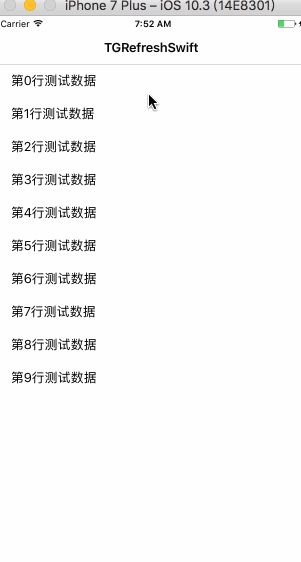 iPhone 7 Plus – iOS 10.3 (14E8301)
Carrier 7:52 AM
TGRefreshSwift
第0行测试数据
第1行测试数据
第2行测试数据
第3行测试数据
第4行测试数据
第5行测试数据
第6行测试数据
第7行测试数据
第8行测试数据
第9行测试数据